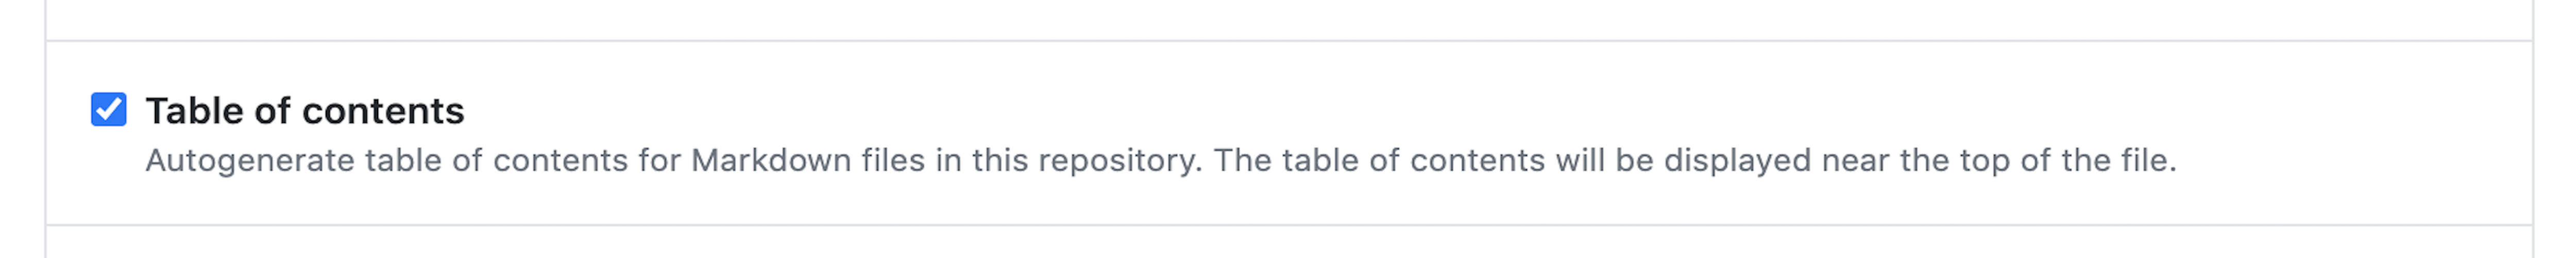 Table of contents
Autogenerate table of contents for Markdown files in this repository. The table of contents will be displayed near the top of the file.